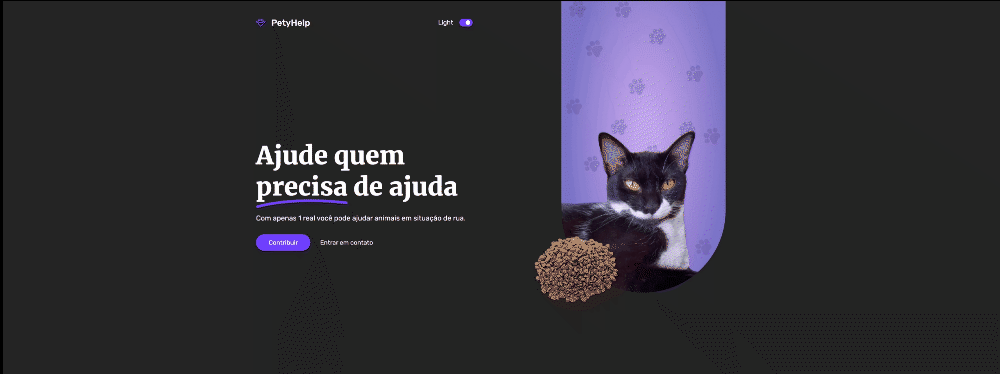 PetyHelp
Light
Ajude quem
precisa de ajuda
Com apenas 1 real você pode ajudar animais em situação de rua.
Contribuir
Entrar em contato